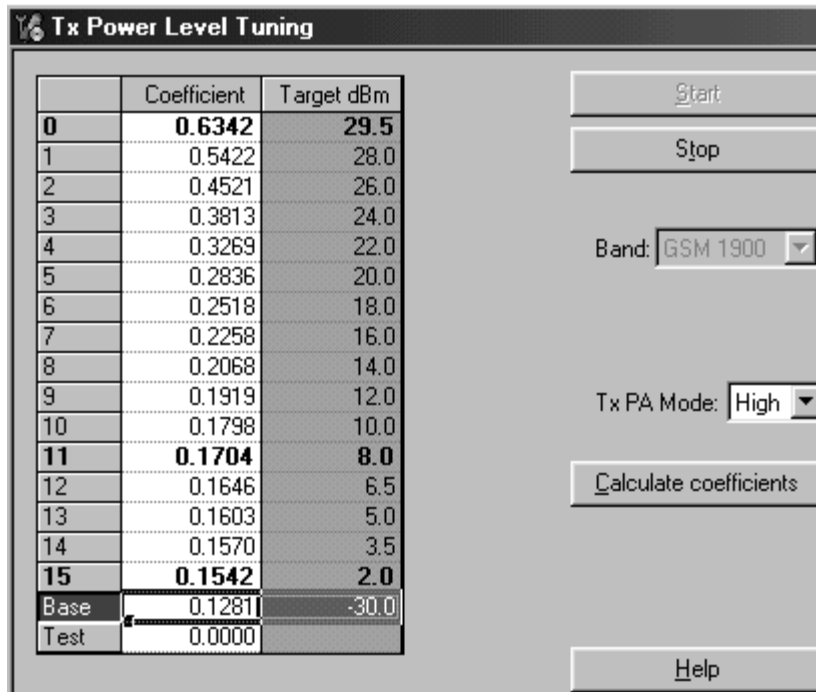 Tx Power Level Tuning
Coefficient Target dBm
0 0.6342 29.5
1 0.5422 28.0
2 0.4521 26.0
3 0.3813 24.0
4 0.3269 22.0
5 0.2836 20.0
6 0.2518 18.0
7 0.2258 16.0
8 0.2068 14.0
9 0.1919 12.0
10 0.1798 10.0
11 0.1704 8.0
12 0.1646 6.5
13 0.1603 5.0
14 0.1570 3.5
15 0.1542 2.0
Base 0.1281 -30.0
Test 0.0000
Start
Stop
Band: GSM 1900
Tx PA Mode: High
Calculate coefficients
Help